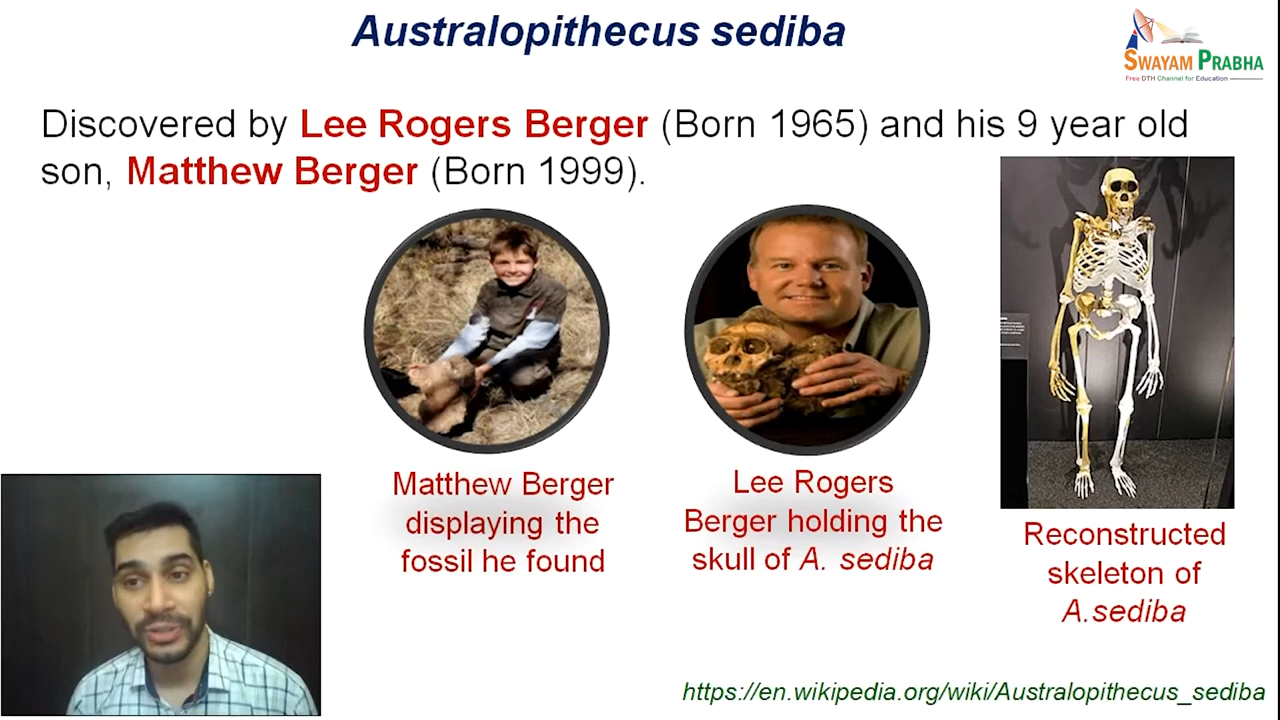 Australopithecus sediba
SWAYAM PRABHA
Free DTH Channel for Education
Discovered by Lee Rogers Berger (Born 1965) and his 9 year old
son, Matthew Berger (Born 1999).
Matthew Berger
displaying the
fossil he found
Lee Rogers
Berger holding the
skull of A. sediba
Reconstructed
skeleton of
A.sediba
https://en.wikipedia.org/wiki/Australopithecus_sediba